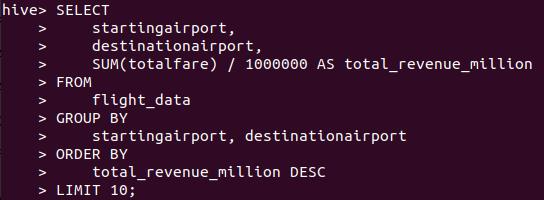 hive> SELECT
    >     startingairport,
    >     destinationairport,
    >     SUM(totalfare) / 1000000 AS total_revenue_million
    > FROM
    >     flight_data
    > GROUP BY
    >     startingairport, destinationairport
    > ORDER BY
    >     total_revenue_million DESC
    > LIMIT 10;